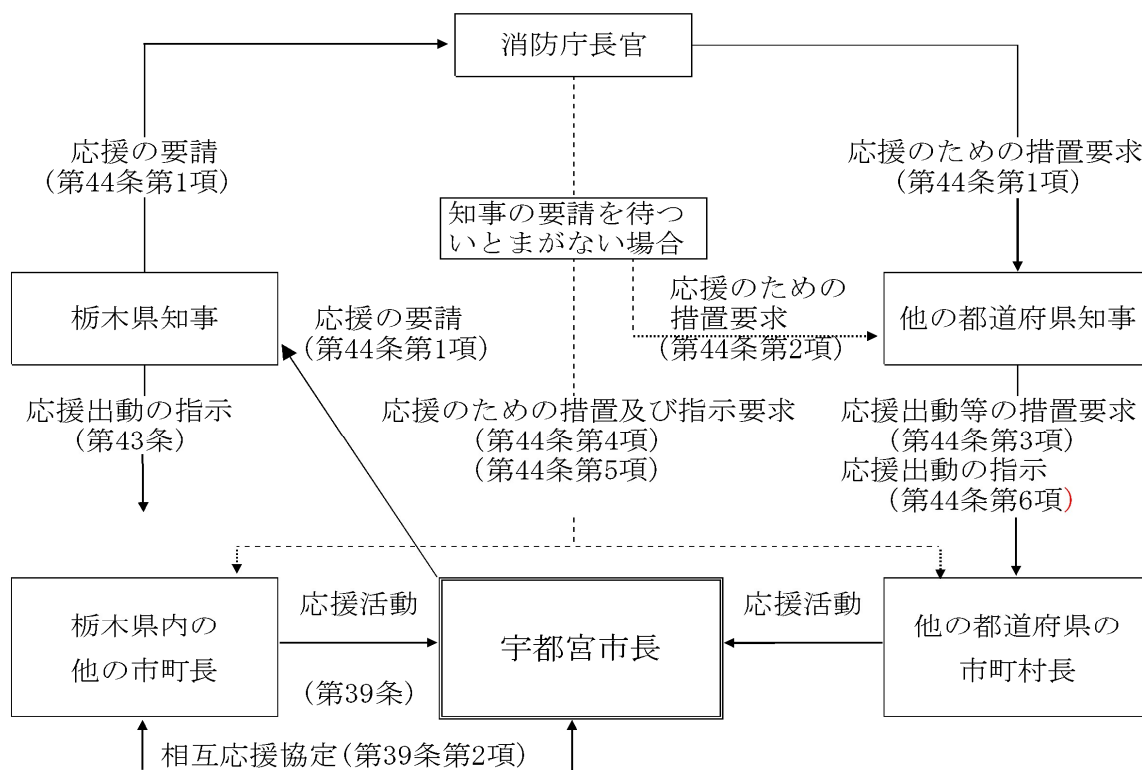 消防庁長官
応援の要請
(第44条第1項)
応援のための措置要求
(第44条第1項)
知事の要請を待つ
いとまがない場合
栃木県知事
応援の要請
(第44条第1項)
応援のための
措置要求
(第44条第2項)
他の都道府県知事
応援出動の指示
(第43条)
応援のための措置及び指示要求
(第44条第4項)
(第44条第5項)
応援出動等の措置要求
(第44条第3項)
応援出動の指示
(第44条第6項)
栃木県内の
他の市町長
応援活動
(第39条)
宇都宮市長
応援活動
他の都道府県の
市町村長
相互応援協定(第39条第2項)